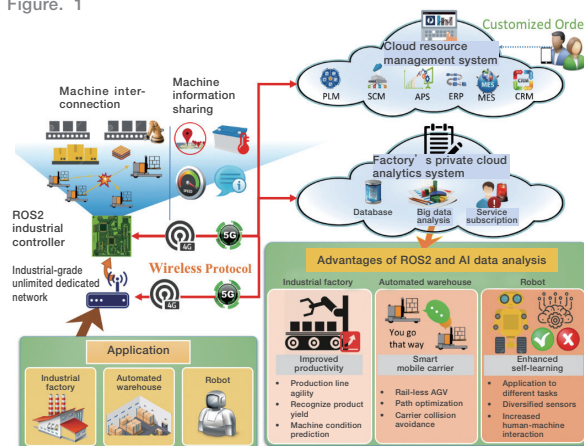 Figure. 1
Customized Orde
Cloud resource
management system
PLM
SCM
APS
ERP
MES
CRM
MES
CRM
Machine inter-
connection
Machine
information
sharing
Factory's private cloud
analytics system
Database
Big data
analysis
Service
subscription
ROS2
industrial
controller
4G
5G
Industrial-grade
unlimited dedicated
network
Wireless Protocol
4G
5G
Application
Industrial
factory
Automated
warehouse
Robot
Advantages of ROS2 and AI data analysis
Industrial factory
Improved
productivity
• Production line
agility
• Recognize product
yield
• Machine condition
prediction
Automated warehouse
You go
that way
Smart
mobile carrier
• Rail-less AGV
• Path optimization
• Carrier collision
avoidance
Robot
Enhanced
self-learning
• Application to
different tasks
• Diversified sensors
• Increased
human-machine
interaction